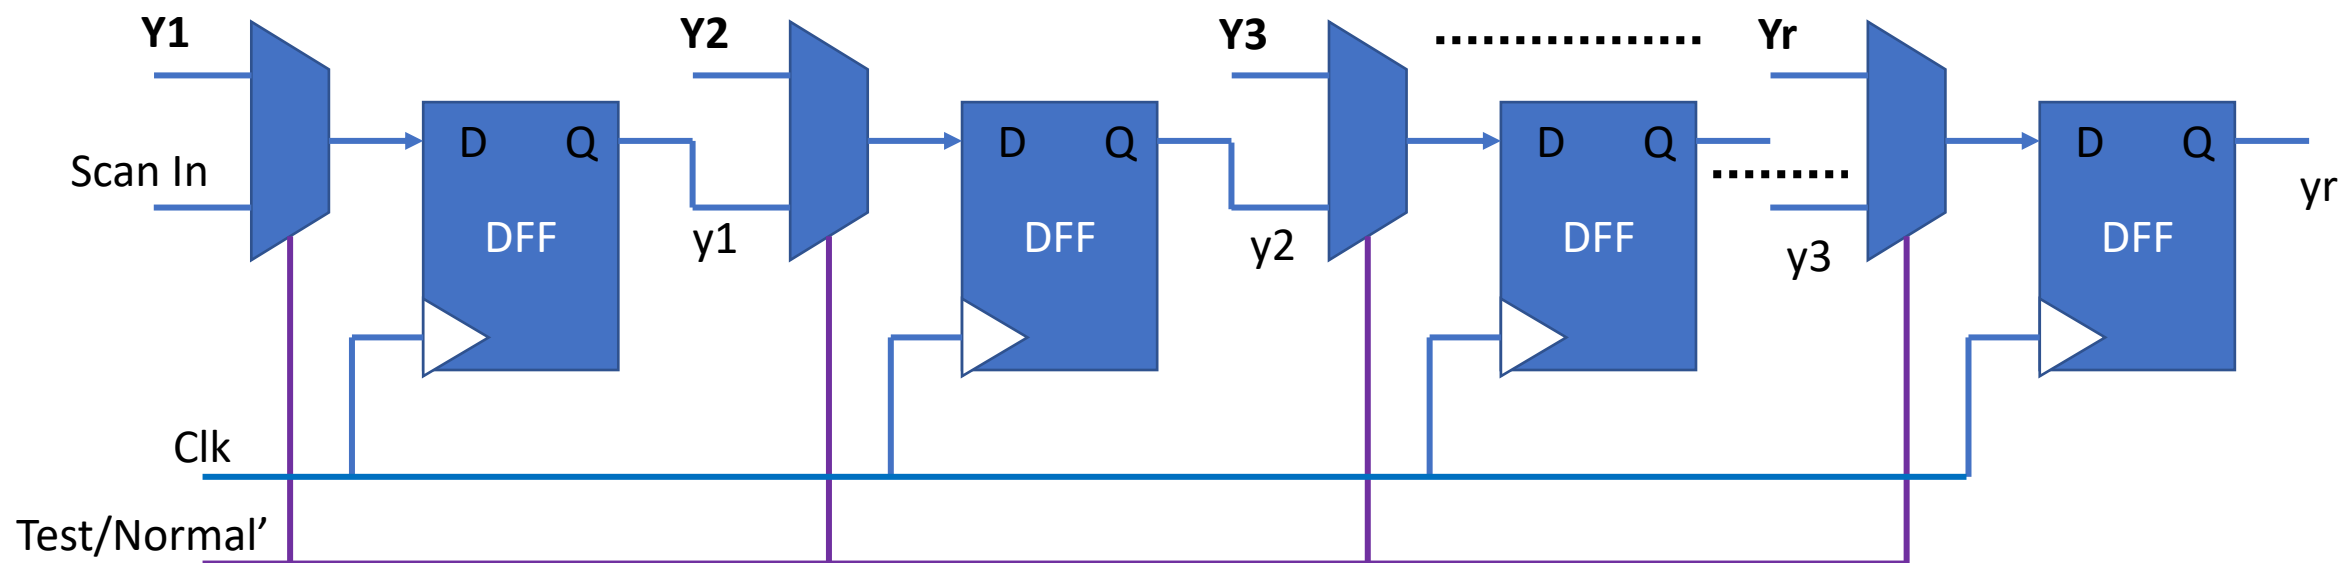 Y1 Y2 Y3 Yr
D Q D Q D Q D Q
Scan In yr
DFF DFF DFF DFF
y1 y2 y3
Clk
Test/Normal’